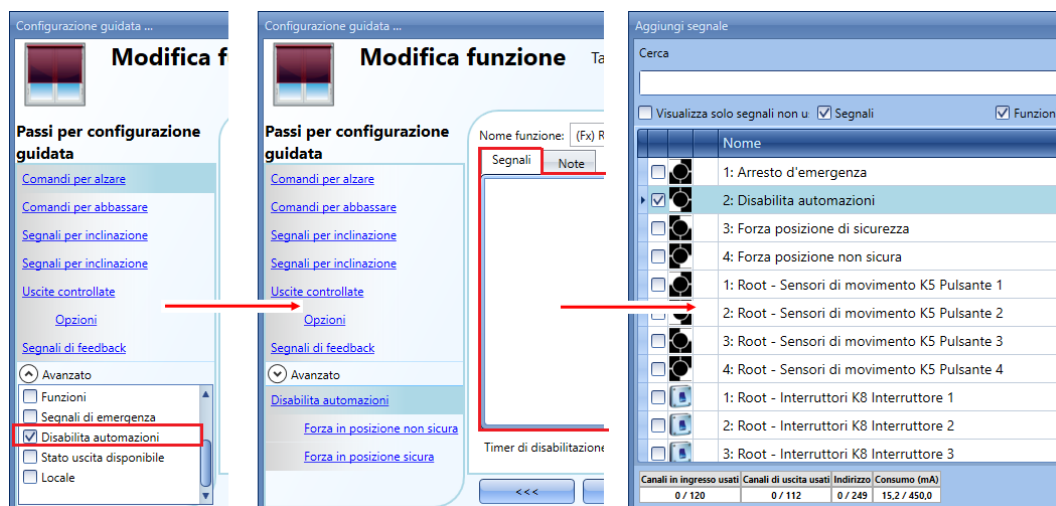 Configurazione guidata ...
Modifica f
Passi per configurazione
guidata
Comandi per alzare
Comandi per abbassare
Segnali per inclinazione
Segnali per inclinazione
Uscite controllate
Opzioni
Segnali di feedback
Avanzato
Funzioni
Segnali di emergenza
Disabilita automazioni
Stato uscita disponibile
Locale
Configurazione guidata ...
Modifica funzione Ta
Passi per configurazione
guidata
Comandi per alzare
Comandi per abbassare
Segnali per inclinazione
Segnali per inclinazione
Uscite controllate
Opzioni
Segnali di feedback
Avanzato
Disabilita automazioni
Forza in posizione non sicura
Forza in posizione sicura
Nome funzione: (Fx) R
Segnali Note
Timer di disabilitazione
<<<
Aggiungi segnale
Cerca
Visualizza solo segnali non u: Segnali Funzion
Nome
1: Arresto d'emergenza
2: Disabilita automazioni
3: Forza posizione di sicurezza
4: Forza posizione non sicura
1: Root - Sensori di movimento K5 Pulsante 1
2: Root - Sensori di movimento K5 Pulsante 2
3: Root - Sensori di movimento K5 Pulsante 3
4: Root - Sensori di movimento K5 Pulsante 4
1: Root - Interruttori K8 Interruttore 1
2: Root - Interruttori K8 Interruttore 2
3: Root - Interruttori K8 Interruttore 3
Canali in ingresso usati Canali di uscita usati Indirizzo Consumo (mA)
0 / 120 0 / 112 0 / 249 15,2 / 450,0